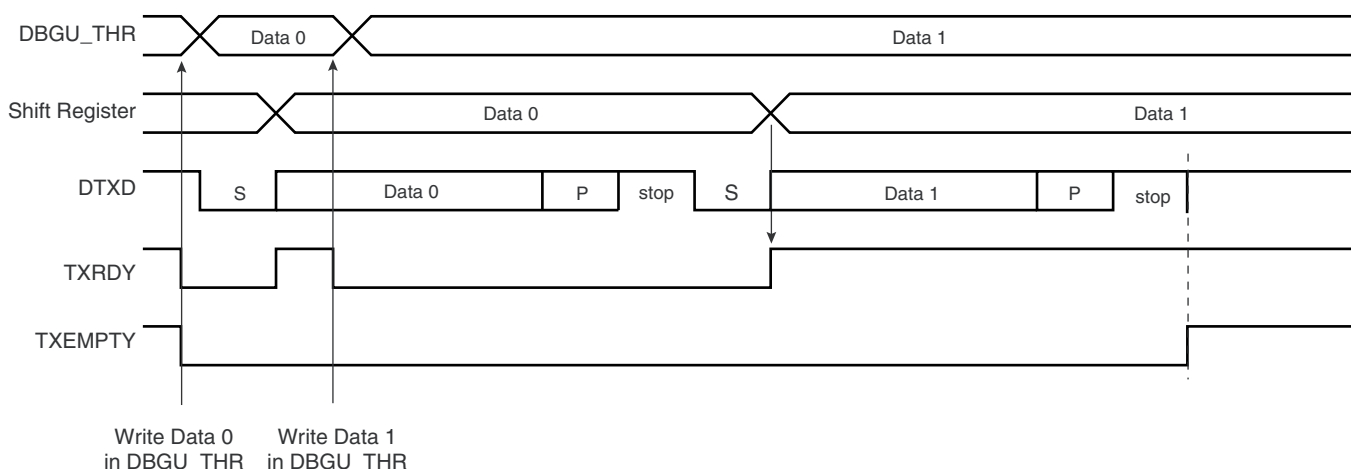 DBGU_THR Data 0 Data 1
Shift Register Data 0 Data 1
DTXD S Data 0 P stop S Data 1 P stop
TXRDY
TXEMPTY
Write Data 0 Write Data 1
in DBGU_THR in DBGU_THR